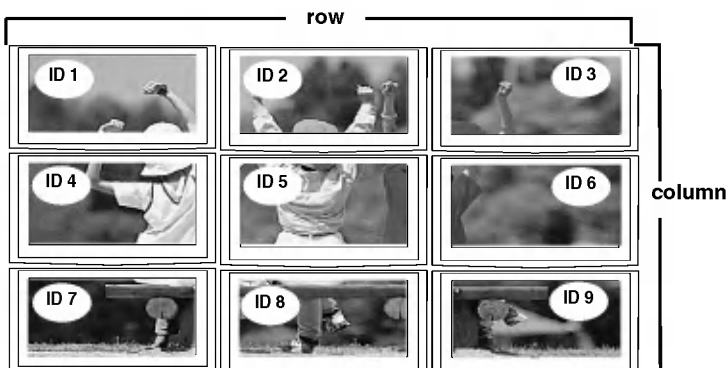 row
ID 1
ID 2
ID 3
ID 4
ID 5
ID 6
column
ID 7
ID 8
ID 9